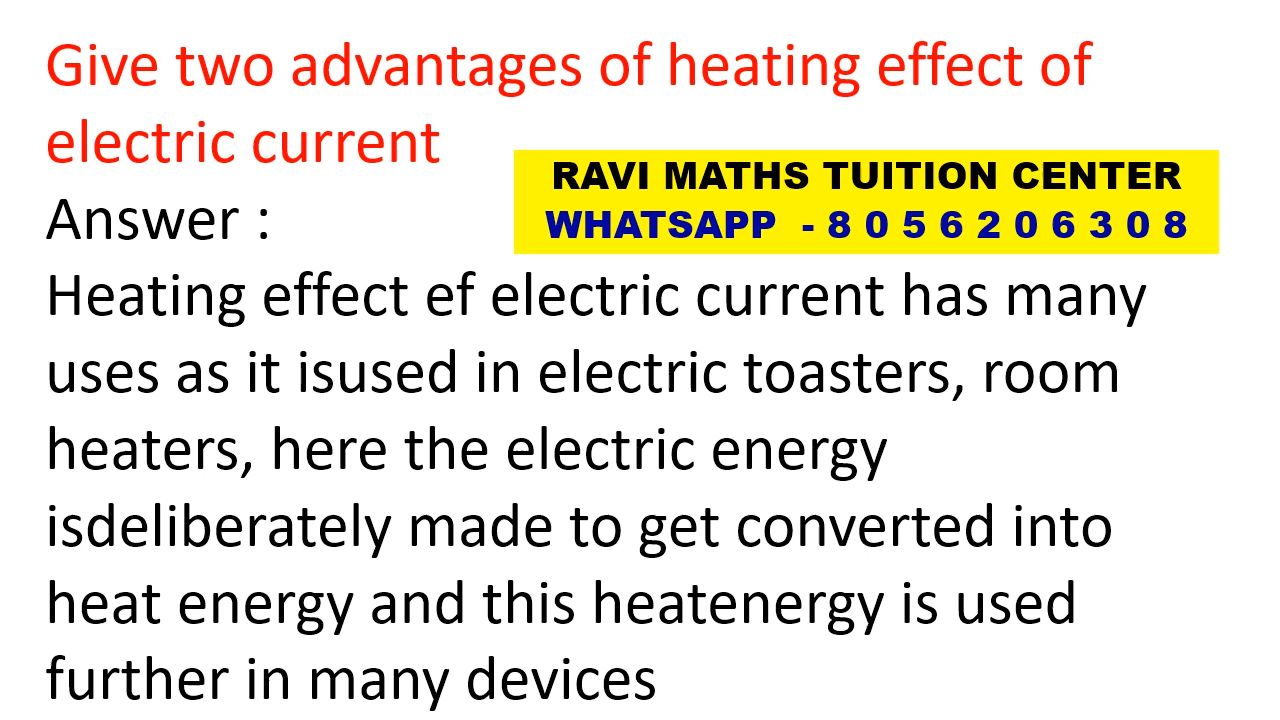 Give two advantages of heating effect of
electric current
RAVI MATHS TUITION CENTER
WHATSAPP - 8 0 5 6 2 0 6 3 0 8
Answer :
Heating effect ef electric current has many
uses as it isused in electric toasters, room
heaters, here the electric energy
isdeliberately made to get converted into
heat energy and this heatenergy is used
further in many devices